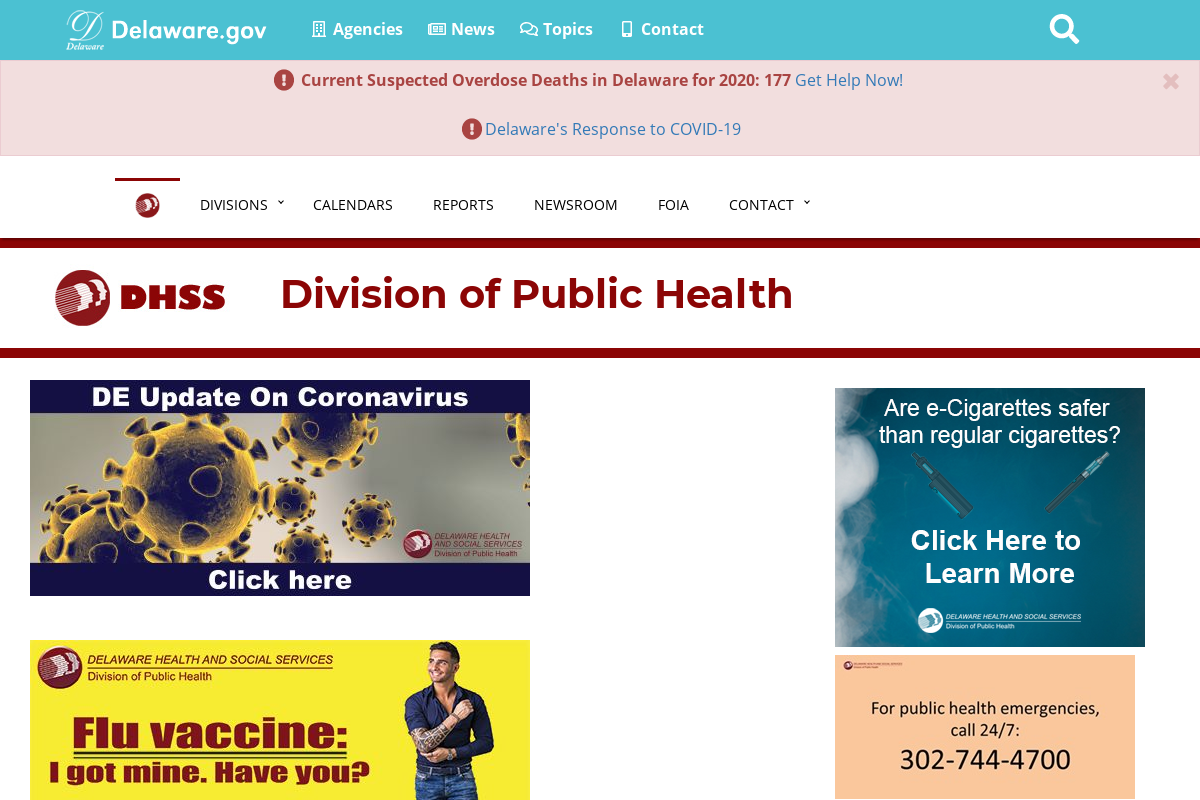 Delaware
Delaware.gov
Agencies
News
Topics
Contact
Current Suspected Overdose Deaths in Delaware for 2020: 177 Get Help Now!
Delaware's Response to COVID-19
DIVISIONS
CALENDARS
REPORTS
NEWSROOM
FOIA
CONTACT
DHSS
Division of Public Health
DE Update On Coronavirus
DELAWARE HEALTH
AND SOCIAL SERVICES
Division of Public Health
Click here
Are e-Cigarettes safer
than regular cigarettes?
Click Here to
Learn More
DELAWARE HEALTH AND SOCIAL SERVICES
Division of Public Health
DELAWARE HEALTH AND SOCIAL SERVICES
Division of Public Health
Flu vaccine:
I got mine. Have you?
For public health emergencies,
call 24/7:
302-744-4700